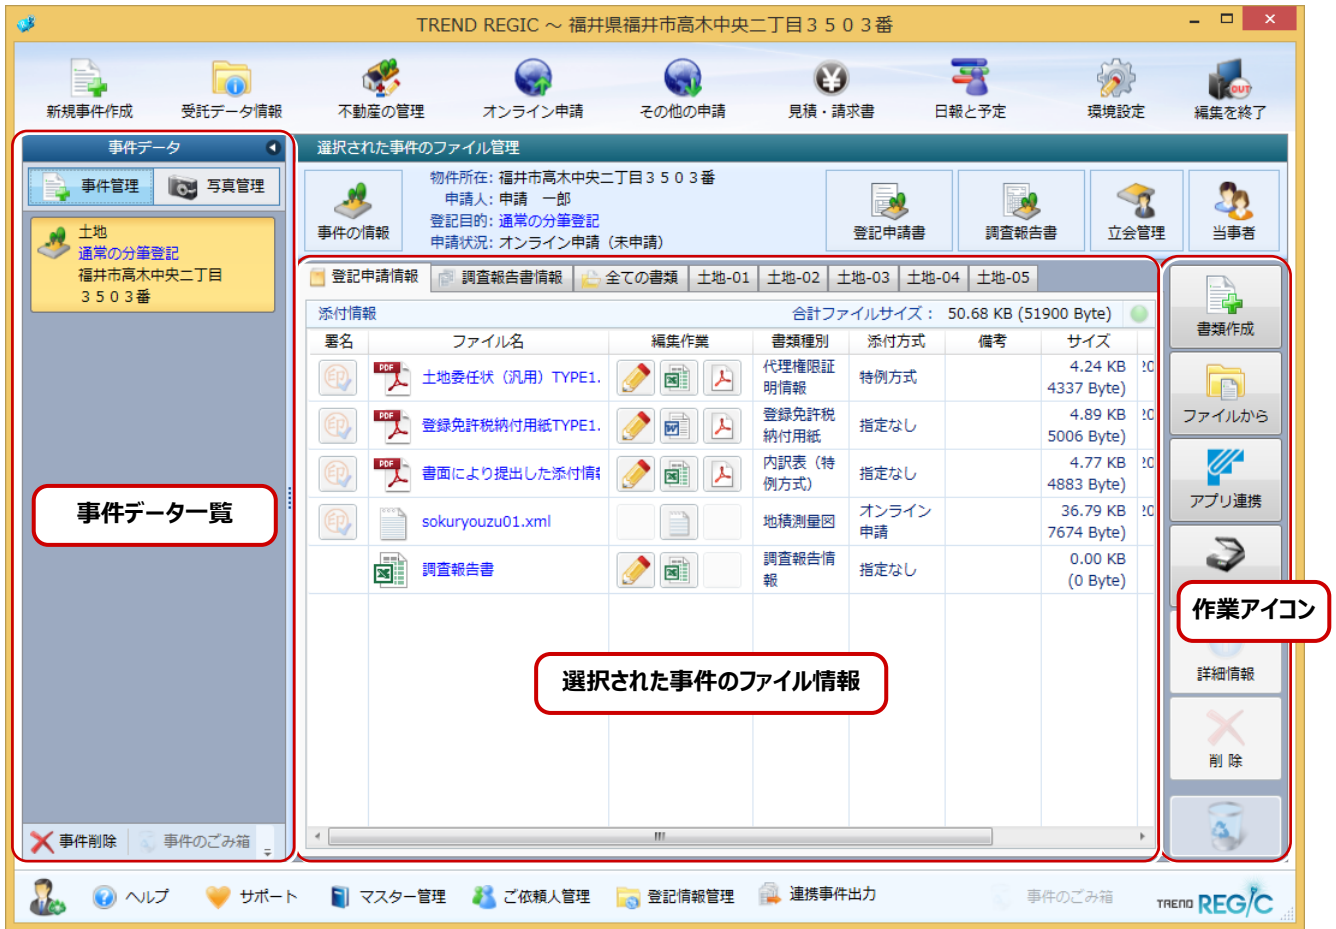 TREND REGIC ～ 福井県福井市高木中央二丁目３５０３番
新規事件作成
受託データ情報
不動産の管理
オンライン申請
その他の申請
見積・請求書
日報と予定
環境設定
OUT
編集を終了
事件データ
事件管理
写真管理
土地
通常の分筆登記
福井市高木中央二丁目
３５０３番
事件データ一覧
事件削除
事件のごみ箱
選択された事件のファイル管理
事件の情報
物件所在: 福井市高木中央二丁目３５０３番
申請人: 申請　一郎
登記目的: 通常の分筆登記
申請状況: オンライン申請（未申請）
登記申請書
調査報告書
立会管理
当事者
登記申請情報
調査報告書情報
全ての書類
土地-01
土地-02
土地-03
土地-04
土地-05
添付情報
合計ファイルサイズ： 50.68 KB (51900 Byte)
署名 ファイル名 編集作業 書類種別 添付方式 備考 サイズ
PDF 土地委任状（汎用）TYPE1. 代理権限証明情報 特例方式 4.24 KB 4337 Byte) 20
PDF 登録免許税納付用紙TYPE1. 登録免許税納付用紙 指定なし 4.89 KB 5006 Byte) 20
PDF 書面により提出した添付情報 内訳表（特例方式） 指定なし 4.77 KB 4883 Byte) 20
sokuryouzu01.xml 地積測量図 オンライン申請 36.79 KB 7674 Byte) 20
調査報告書 調査報告情報 指定なし 0.00 KB (0 Byte)
選択された事件のファイル情報
書類作成
ファイルから
アプリ連携
作業アイコン
詳細情報
削 除
ヘルプ
サポート
マスター管理
ご依頼人管理
登記情報管理
連携事件出力
事件のごみ箱
TREND REGIC